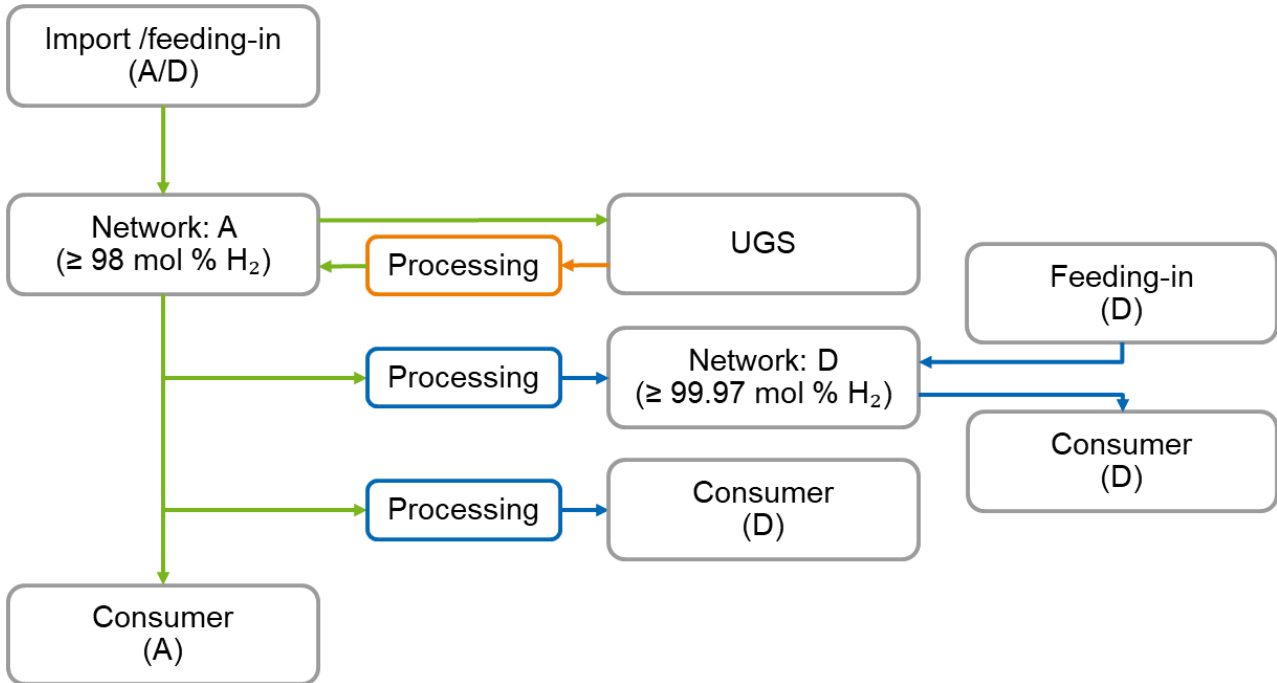 Import /feeding-in
(A/D)
Network: A
(≥ 98 mol % H₂)
UGS
Processing
Feeding-in
(D)
Processing
Network: D
(≥ 99.97 mol % H₂)
Consumer
(D)
Processing
Consumer
(D)
Consumer
(A)